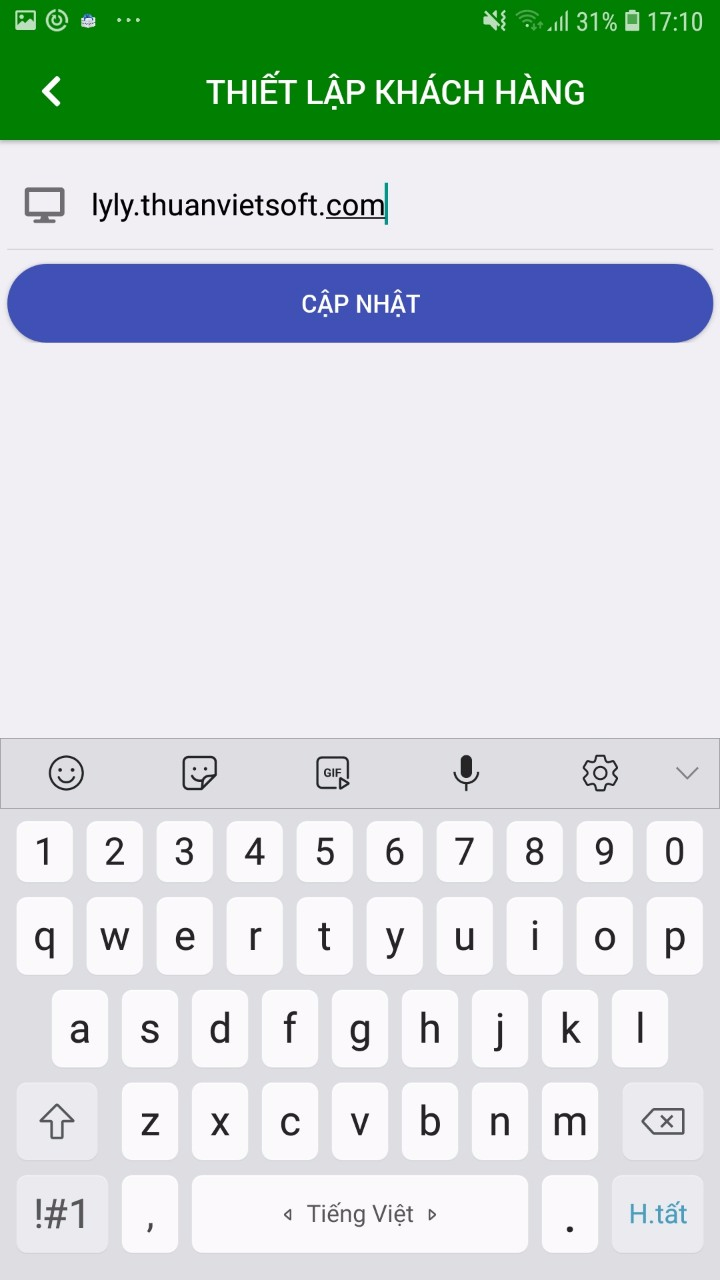 31% 17:10
THIẾT LẬP KHÁCH HÀNG
lyly.thuanvietsoft.com
CẬP NHẬT
GIF
1 2 3 4 5 6 7 8 9 0
q w e r t y u i o p
a s d f g h j k l
z x c v b n m
!#1 , Tiếng Việt . H.tất